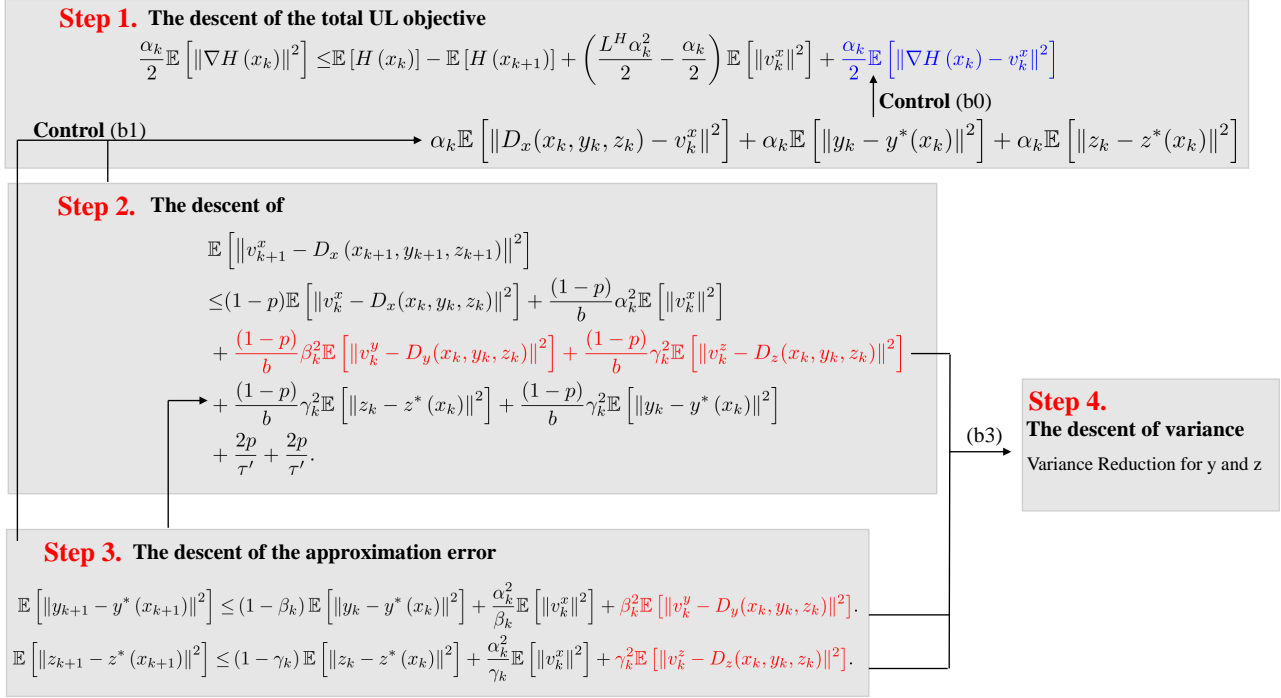 Step 1. The descent of the total UL objective
$\frac{\alpha_k}{2}\mathbb{E}\left[\|\nabla H(x_k)\|^2\right] \leq \mathbb{E}[H(x_k)] - \mathbb{E}[H(x_{k+1})] + \left(\frac{L^H\alpha_k^2}{2} - \frac{\alpha_k}{2}\right)\mathbb{E}\left[\|v_k^x\|^2\right] + \frac{\alpha_k}{2}\mathbb{E}\left[\|\nabla H(x_k) - v_k^x\|^2\right]$
Control (b0)
Control (b1)
$\alpha_k\mathbb{E}\left[\|D_x(x_k, y_k, z_k) - v_k^x\|^2\right] + \alpha_k\mathbb{E}\left[\|y_k - y^*(x_k)\|^2\right] + \alpha_k\mathbb{E}\left[\|z_k - z^*(x_k)\|^2\right]$
Step 2. The descent of
$\mathbb{E}\left[\|v_{k+1}^x - D_x(x_{k+1}, y_{k+1}, z_{k+1})\|^2\right]$
$\leq (1-p)\mathbb{E}\left[\|v_k^x - D_x(x_k, y_k, z_k)\|^2\right] + \frac{(1-p)}{b}\alpha_k^2\mathbb{E}\left[\|v_k^x\|^2\right]$
$+ \frac{(1-p)}{b}\beta_k^2\mathbb{E}\left[\|v_k^y - D_y(x_k, y_k, z_k)\|^2\right] + \frac{(1-p)}{b}\gamma_k^2\mathbb{E}\left[\|v_k^z - D_z(x_k, y_k, z_k)\|^2\right]$
$+ \frac{(1-p)}{b}\gamma_k^2\mathbb{E}\left[\|z_k - z^*(x_k)\|^2\right] + \frac{(1-p)}{b}\gamma_k^2\mathbb{E}\left[\|y_k - y^*(x_k)\|^2\right]$
$+ \frac{2p}{\tau'} + \frac{2p}{\tau'}.$
(b3)
Step 4.
The descent of variance
Variance Reduction for y and z
Step 3. The descent of the approximation error
$\mathbb{E}\left[\|y_{k+1} - y^*(x_{k+1})\|^2\right] \leq (1-\beta_k)\mathbb{E}\left[\|y_k - y^*(x_k)\|^2\right] + \frac{\alpha_k^2}{\beta_k}\mathbb{E}\left[\|v_k^x\|^2\right] + \beta_k^2\mathbb{E}\left[\|v_k^y - D_y(x_k, y_k, z_k)\|^2\right].$
$\mathbb{E}\left[\|z_{k+1} - z^*(x_{k+1})\|^2\right] \leq (1-\gamma_k)\mathbb{E}\left[\|z_k - z^*(x_k)\|^2\right] + \frac{\alpha_k^2}{\gamma_k}\mathbb{E}\left[\|v_k^x\|^2\right] + \gamma_k^2\mathbb{E}\left[\|v_k^z - D_z(x_k, y_k, z_k)\|^2\right].$